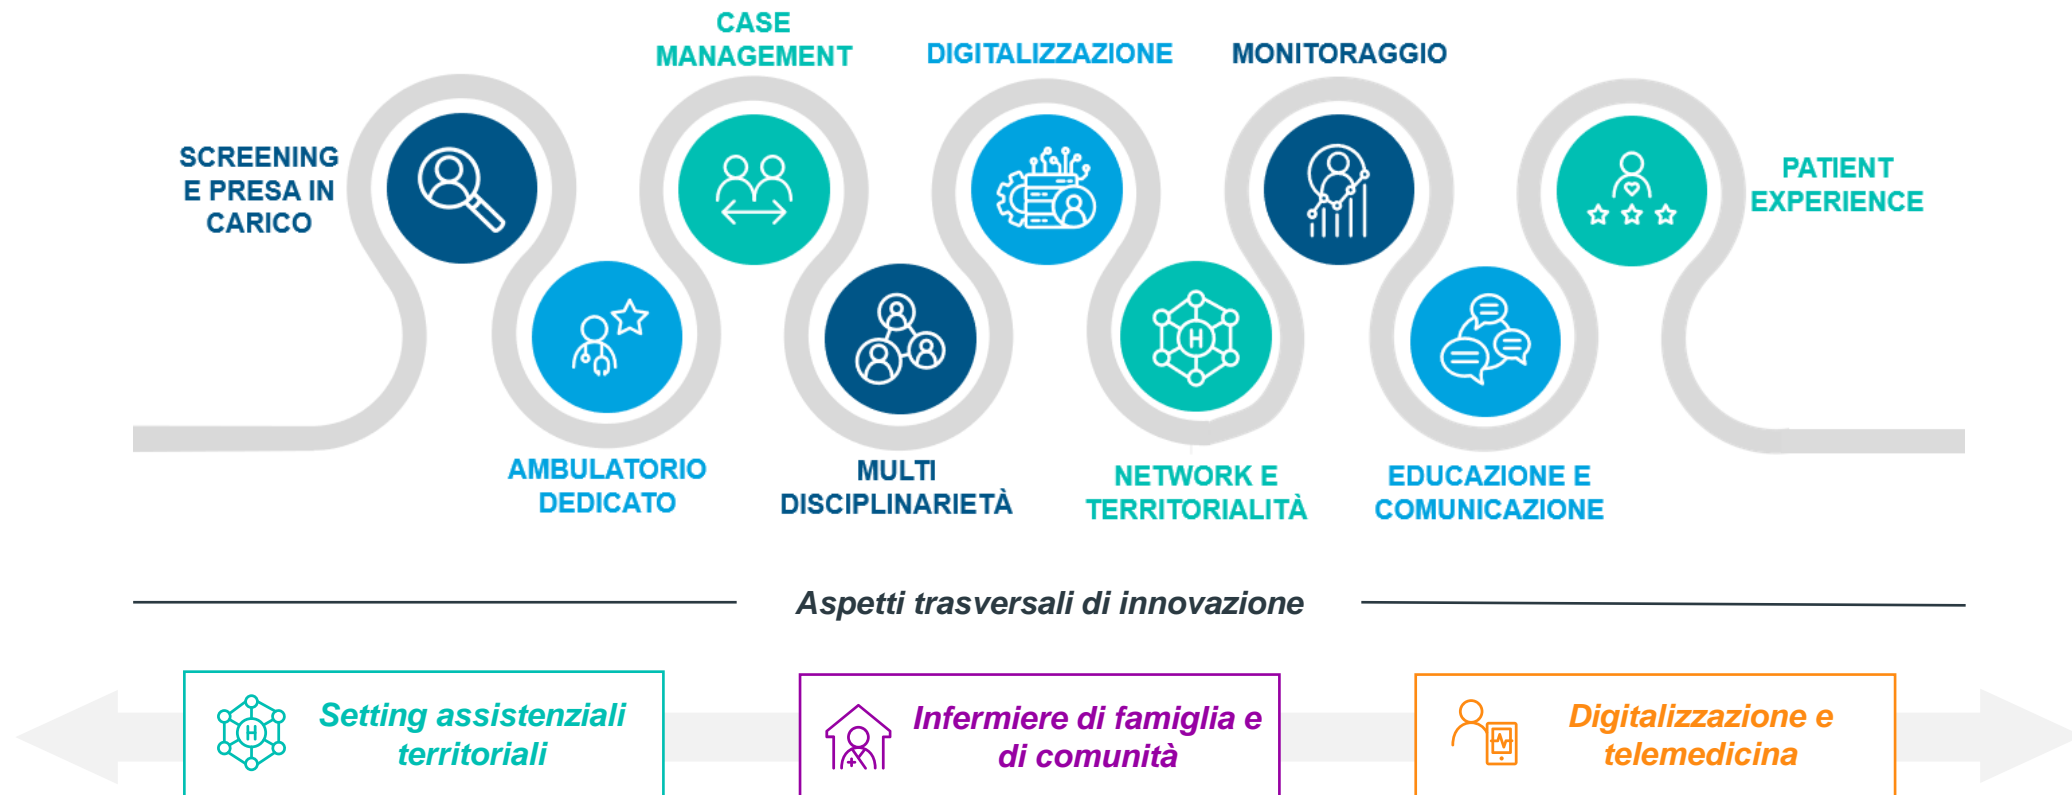 SCREENING
E PRESA IN
CARICO
AMBULATORIO
DEDICATO
CASE
MANAGEMENT
MULTI
DISCIPLINARIETÀ
DIGITALIZZAZIONE
NETWORK E
TERRITORIALITÀ
MONITORAGGIO
EDUCAZIONE E
COMUNICAZIONE
PATIENT
EXPERIENCE
H
Aspetti trasversali di innovazione
H
Setting assistenziali
territoriali
Infermiere di famiglia e
di comunità
Digitalizzazione e
telemedicina